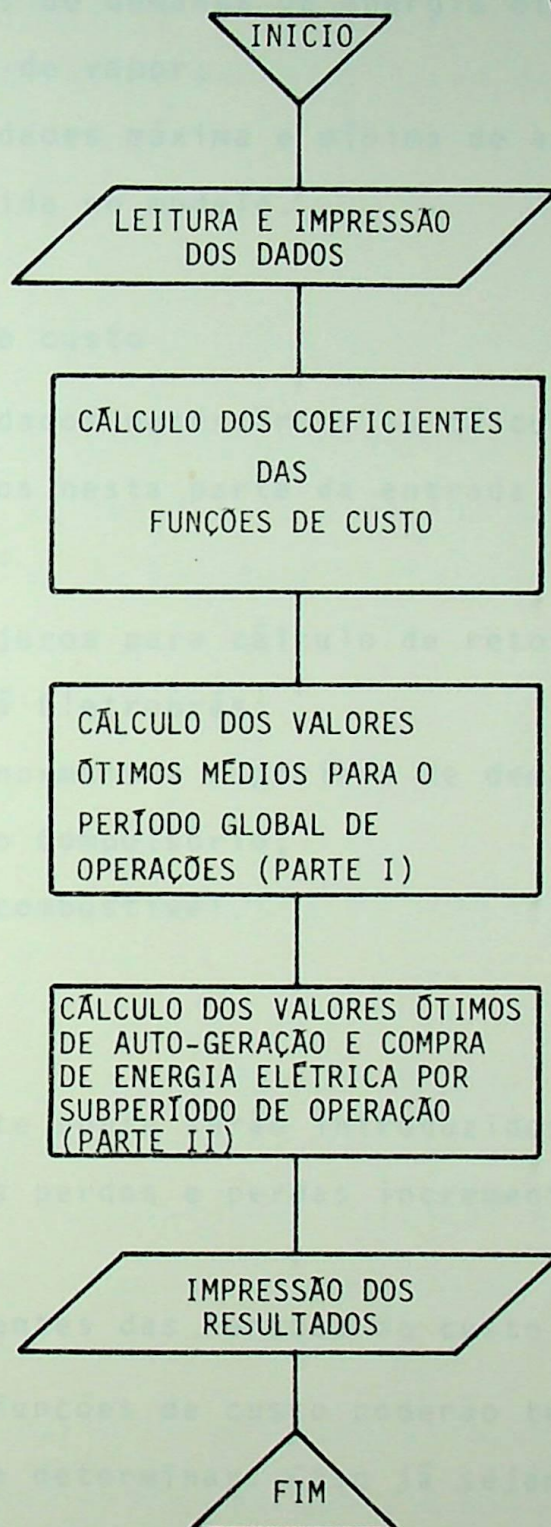 INICIO
LEITURA E IMPRESSÃO
DOS DADOS
CÁLCULO DOS COEFICIENTES
DAS
FUNÇÕES DE CUSTO
CÁLCULO DOS VALORES
ÓTIMOS MÉDIOS PARA O
PERÍODO GLOBAL DE
OPERAÇÕES (PARTE I)
CÁLCULO DOS VALORES ÓTIMOS
DE AUTO-GERAÇÃO E COMPRA
DE ENERGIA ELÉTRICA POR
SUBPERÍODO DE OPERAÇÃO
(PARTE II)
IMPRESSÃO DOS
RESULTADOS
FIM